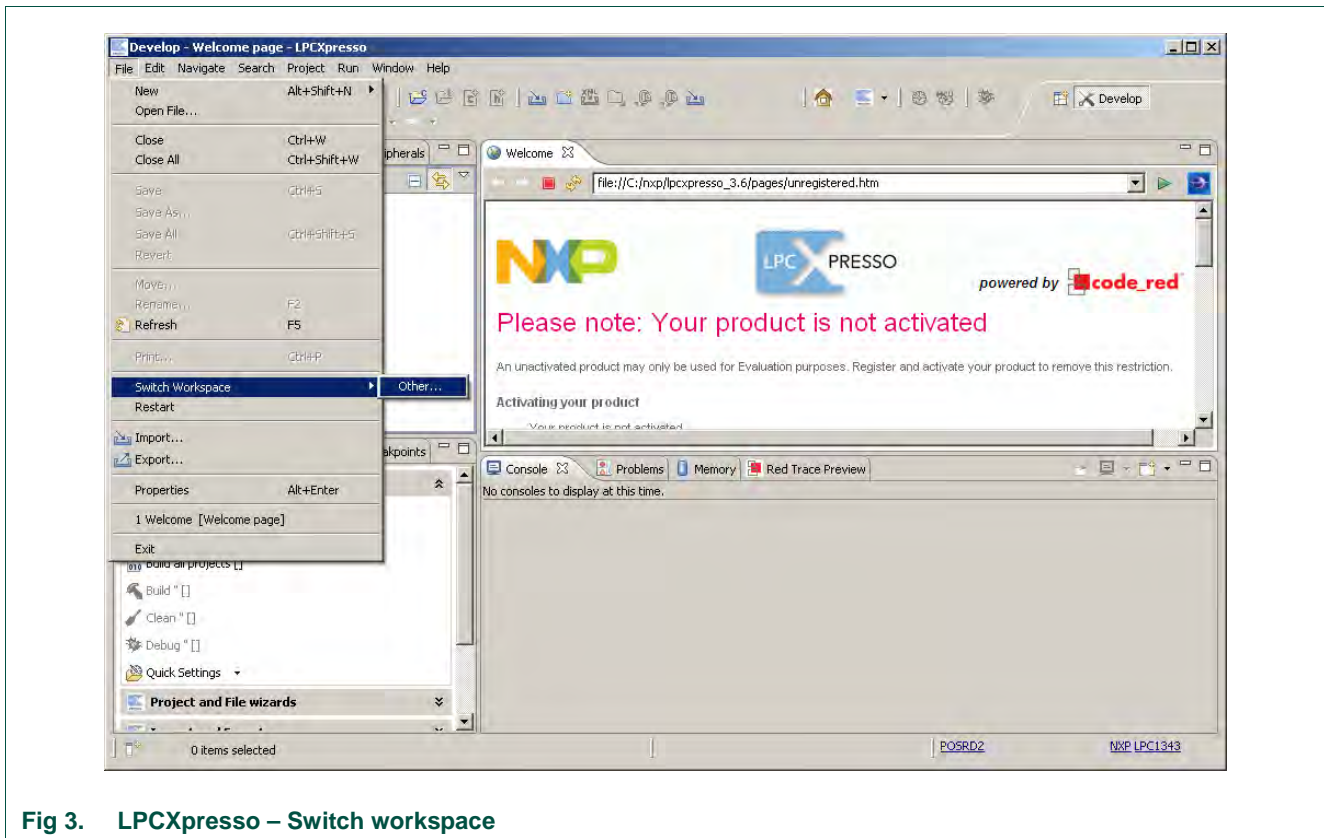 Develop - Welcome page - LPCXpresso
File Edit Navigate Search Project Run Window Help
New Alt+Shift+N
Open File...
Develop
Close Ctrl+W
Close All Ctrl+Shift+W
ipherals
Welcome
Save Ctrl+S
Save As...
Save All Ctrl+Shift+S
Revert
file://C:/nxp/lpcxpresso_3.6/pages/unregistered.htm
Move...
Rename... F2
Refresh F5
Print... Ctrl+P
NXP
LPC XPRESSO
powered by code_red
Please note: Your product is not activated
An unactivated product may only be used for Evaluation purposes. Register and activate your product to remove this restriction.
Switch Workspace Other...
Restart
Activating your product
Your product is not activated
Import...
Export...
akpoints
Console Problems Memory Red Trace Preview
No consoles to display at this time.
Properties Alt+Enter
1 Welcome [Welcome page]
Exit
Build all projects []
Build '' []
Clean '' []
Debug '' []
Quick Settings
Project and File wizards
0 items selected
POSRD2
NXP LPC1343
Fig 3. LPCXpresso – Switch workspace